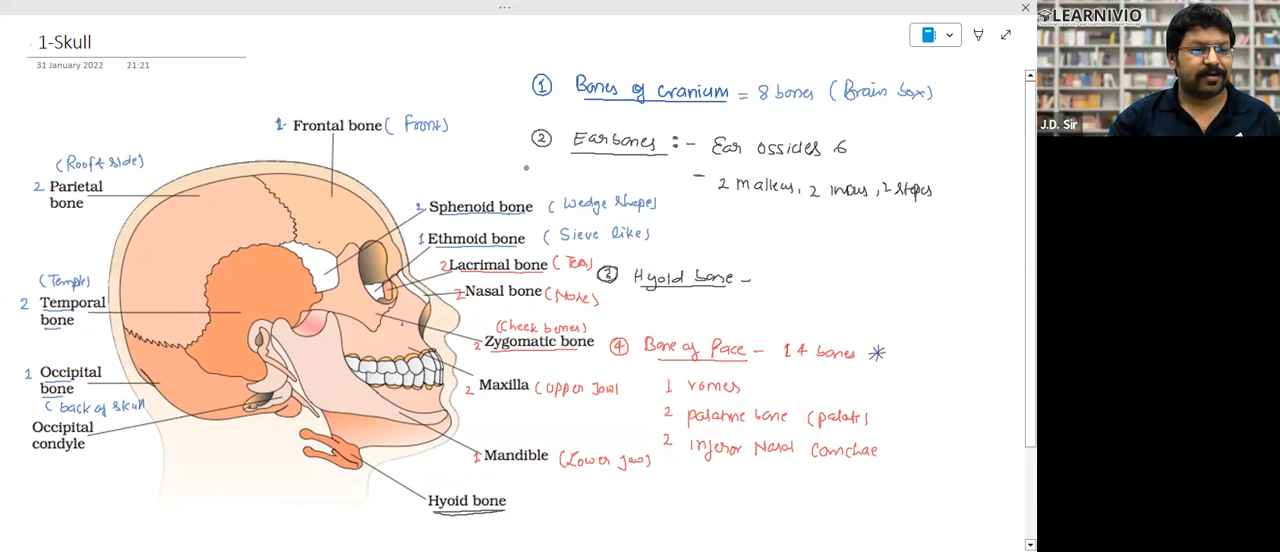 1-Skull
31 January 2022 21:21
LEARNIVIO
J.D. Sir
1- Frontal bone (Front)
(Roof & side)
2 Parietal
bone
1 Sphenoid bone (Wedge shape)
1 Ethmoid bone (Sieve like)
2 Lacrimal bone (Tear)
2 Nasal bone (Nose)
(Temple)
2 Temporal
bone
(Cheek bones)
2 Zygomatic bone
1 Occipital
bone
(back of skull
Occipital
condyle
2 Maxilla (Upper Jaw)
1 Mandible (Lower Jaw)
Hyoid bone
① Bones of Cranium = 8 bones (Brain box)
② Ear bones :- Ear ossicles 6
- 2 malleus, 2 incus, 2 stapes
③ Hyoid bone -
④ Bone of Face - 14 bones *
1 vomer
2 palatine bone (palate)
2 Inferior Nasal Conchae